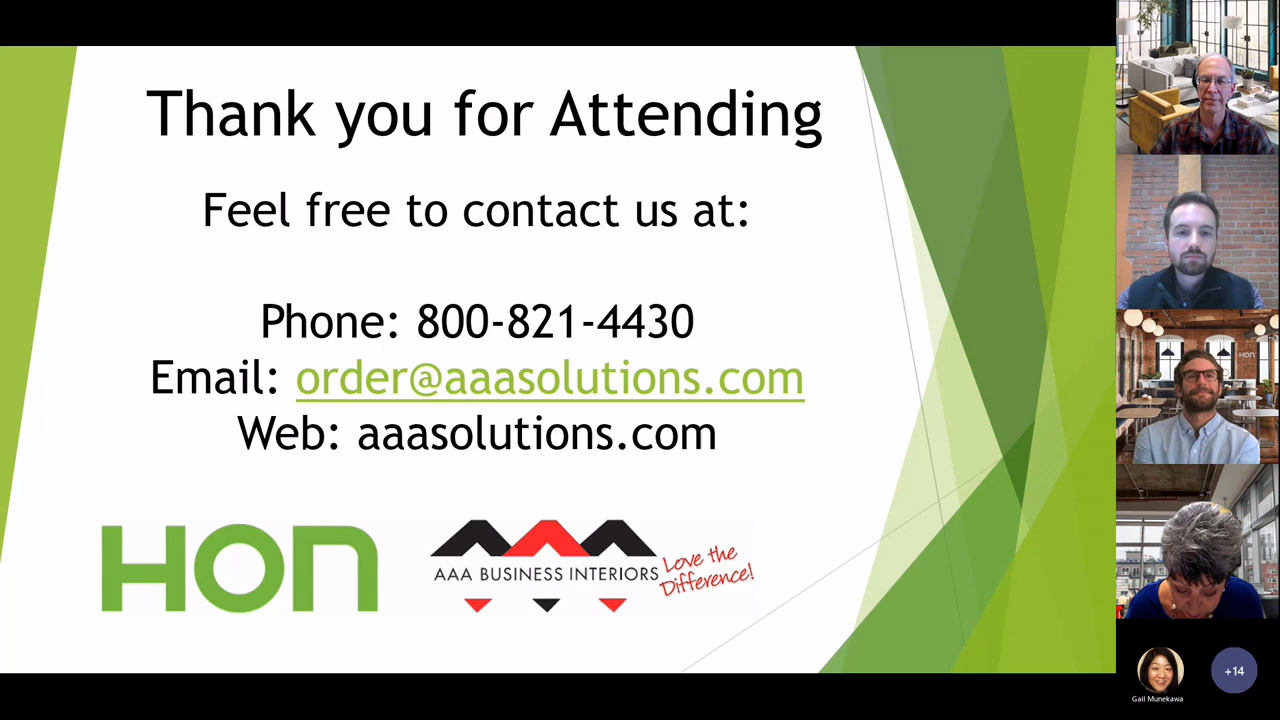 Thank you for Attending
Feel free to contact us at:
Phone: 800-821-4430
Email: order@aaasolutions.com
Web: aaasolutions.com
HON
AAA BUSINESS INTERIORS
Love the
Difference!
HON
Gail Munekawa
+14